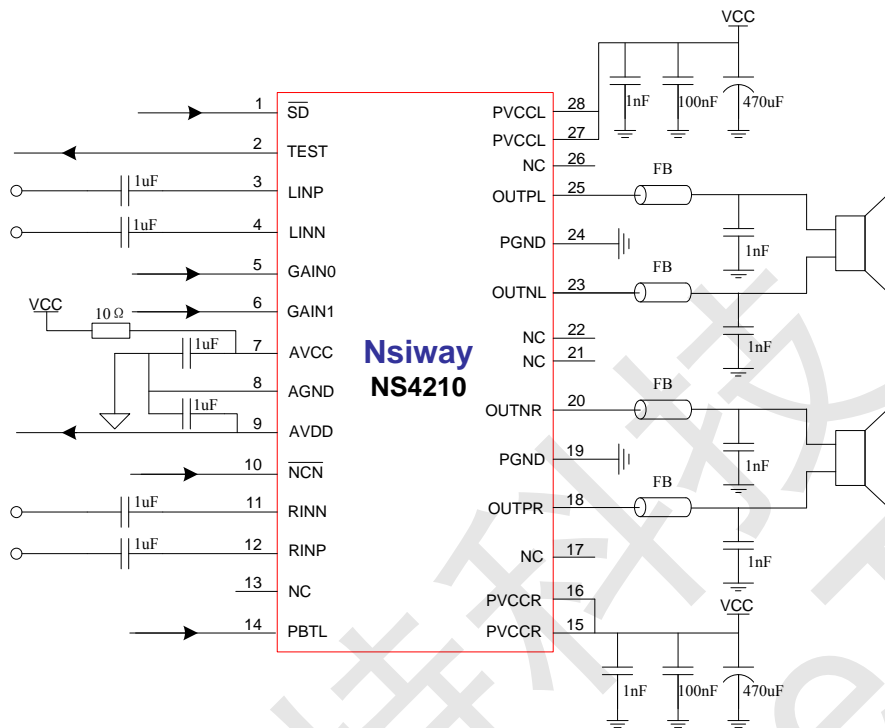 VCC
1nF
100nF
470uF
1
SD
2
TEST
1uF
3
LINP
1uF
4
LINN
5
GAIN0
6
GAIN1
VCC
10Ω
1uF
7
AVCC
8
AGND
1uF
9
AVDD
10
NCN
1uF
11
RINN
1uF
12
RINP
13
NC
14
PBTL
Nsiway
NS4210
PVCCL
28
PVCCL
27
NC
26
OUTPL
25
FB
1nF
PGND
24
OUTNL
23
FB
1nF
NC
22
NC
21
OUTNR
20
FB
1nF
PGND
19
OUTPR
18
FB
1nF
NC
17
PVCCR
16
PVCCR
15
VCC
1nF
100nF
470uF
特科技